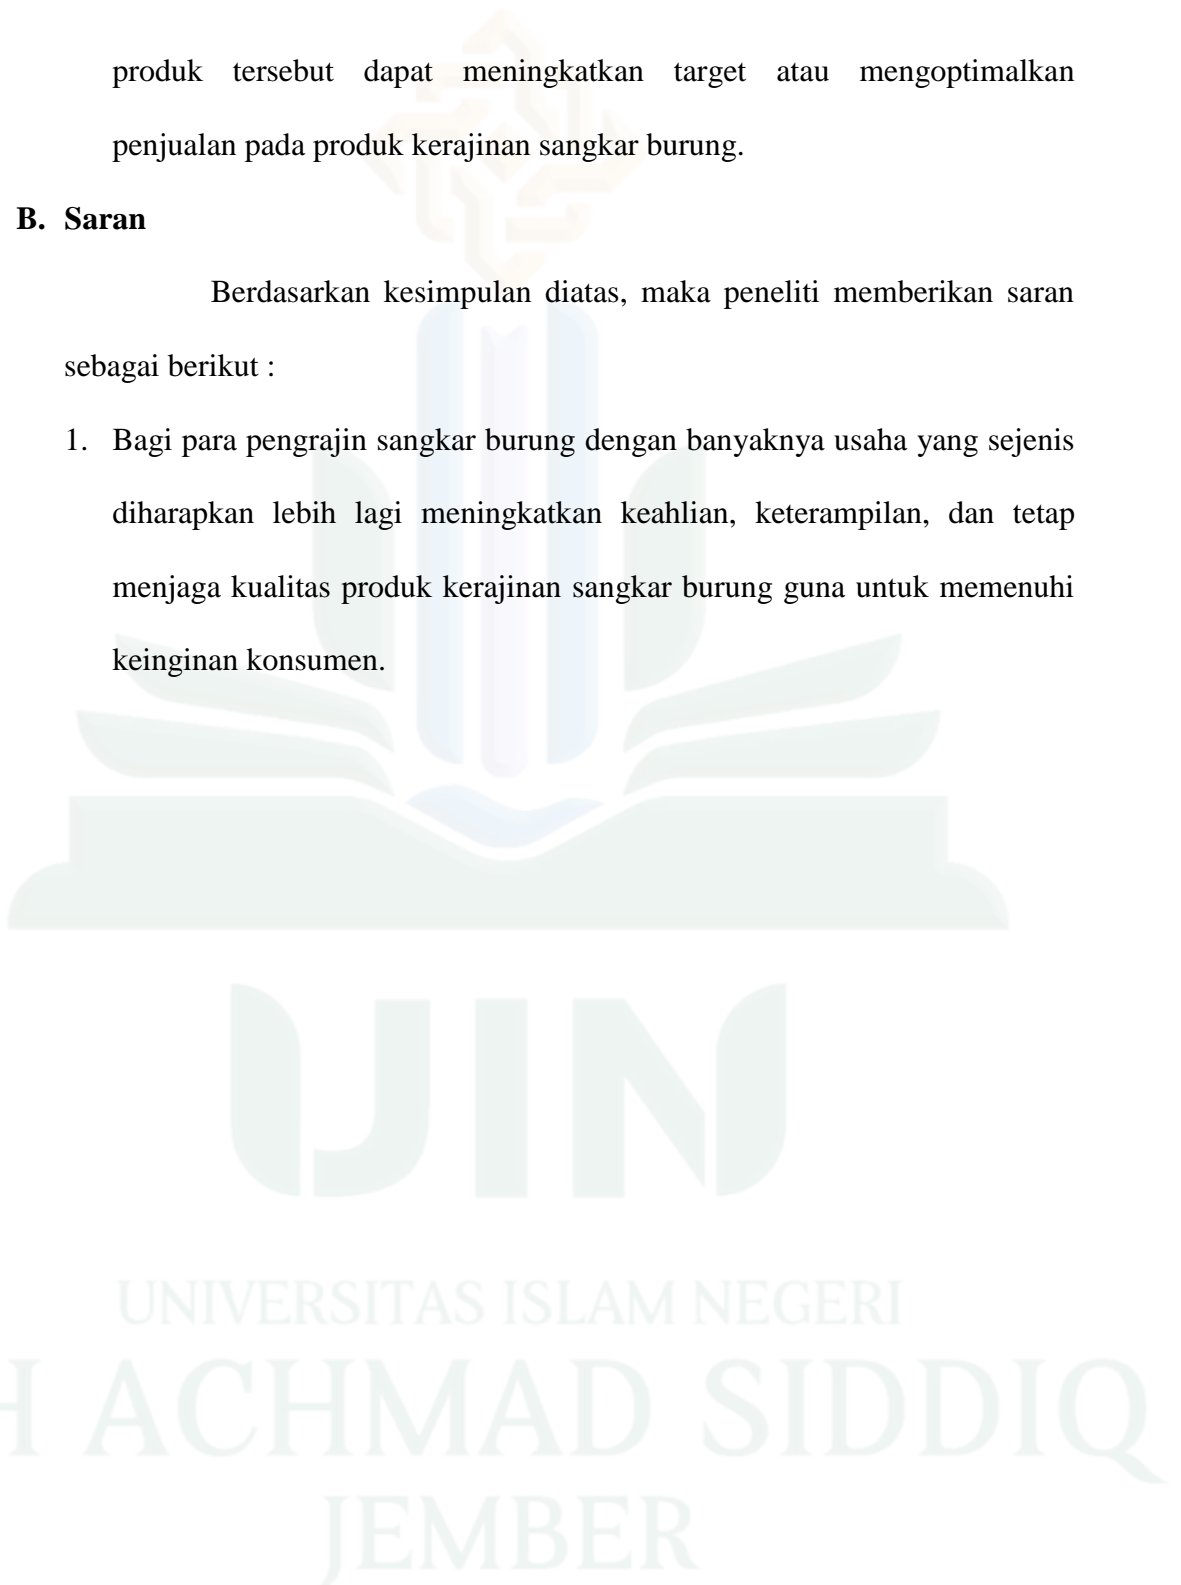 produk tersebut dapat meningkatkan target atau mengoptimalkan
penjualan pada produk kerajinan sangkar burung.
B. Saran
Berdasarkan kesimpulan diatas, maka peneliti memberikan saran
sebagai berikut :
1. Bagi para pengrajin sangkar burung dengan banyaknya usaha yang sejenis
diharapkan lebih lagi meningkatkan keahlian, keterampilan, dan tetap
menjaga kualitas produk kerajinan sangkar burung guna untuk memenuhi
keinginan konsumen.
UIN
UNIVERSITAS ISLAM NEGERI
H ACHMAD SIDDIQ
JEMBER